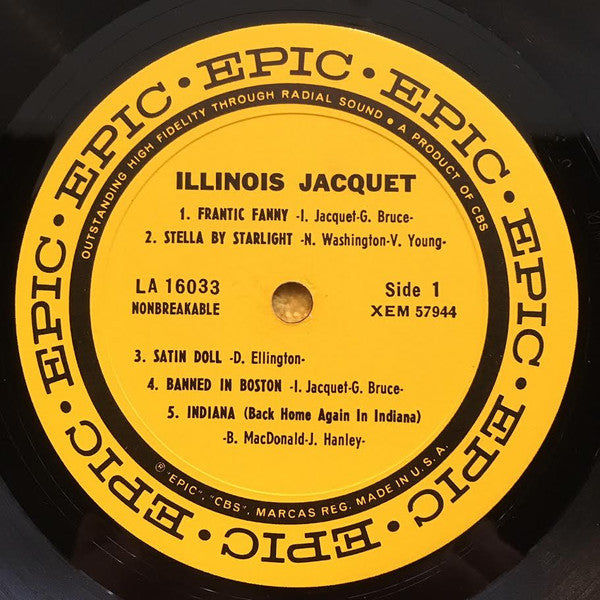 EPIC • EPIC • EPIC • EPIC • EPIC • EPIC • EPIC • EPIC • EPIC • EPIC •
OUTSTANDING HIGH FIDELITY THROUGH RADIAL SOUND • A PRODUCT OF CBS
ILLINOIS JACQUET
1. FRANTIC FANNY -I. Jacquet-G. Bruce-
2. STELLA BY STARLIGHT -N. Washington-V. Young-
LA 16033 Side 1
NONBREAKABLE XEM 57944
3. SATIN DOLL -D. Ellington-
4. BANNED IN BOSTON -I. Jacquet-G. Bruce-
5. INDIANA (Back Home Again In Indiana)
-B. MacDonald-J. Hanley-
® "EPIC", "CBS", MARCAS REG. MADE IN U.S.A.